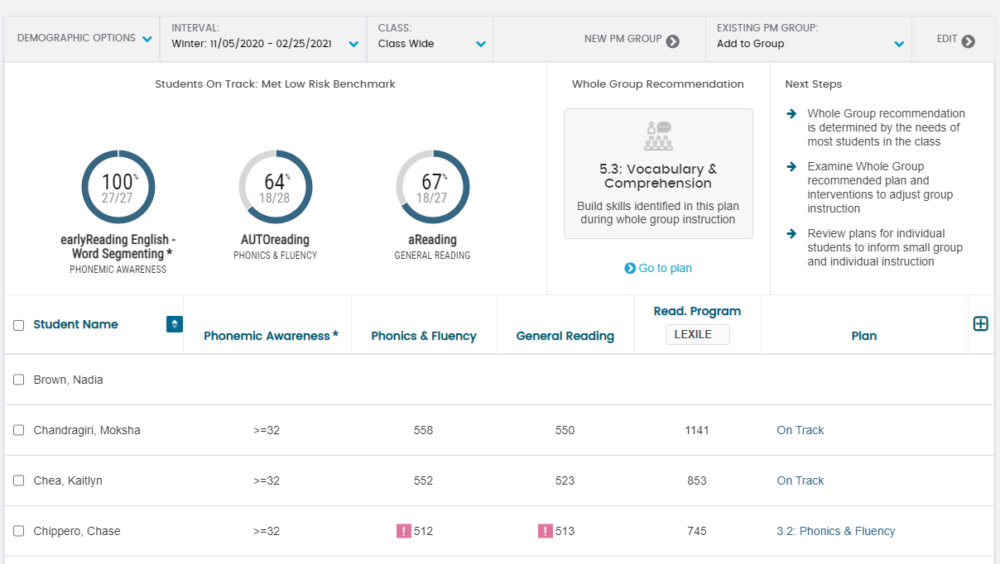 DEMOGRAPHIC OPTIONS
INTERVAL:
Winter: 11/05/2020 - 02/25/2021
CLASS:
Class Wide
NEW PM GROUP
EXISTING PM GROUP:
Add to Group
EDIT
Students On Track: Met Low Risk Benchmark
100%
27/27
earlyReading English -
Word Segmenting *
PHONEMIC AWARENESS
64%
18/28
AUTOreading
PHONICS & FLUENCY
67%
18/27
aReading
GENERAL READING
Whole Group Recommendation
5.3: Vocabulary &
Comprehension
Build skills identified in this plan
during whole group instruction
Go to plan
Next Steps
Whole Group recommendation
is determined by the needs of
most students in the class
Examine Whole Group
recommended plan and
interventions to adjust group
instruction
Review plans for individual
students to inform small group
and individual instruction
Student Name
Phonemic Awareness *
Phonics & Fluency
General Reading
Read. Program
LEXILE
Plan
Brown, Nadia
Chandragiri, Moksha >=32 558 550 1141 On Track
Chea, Kaitlyn >=32 552 523 853 On Track
Chippero, Chase >=32 ! 512 ! 513 745 3.2: Phonics & Fluency